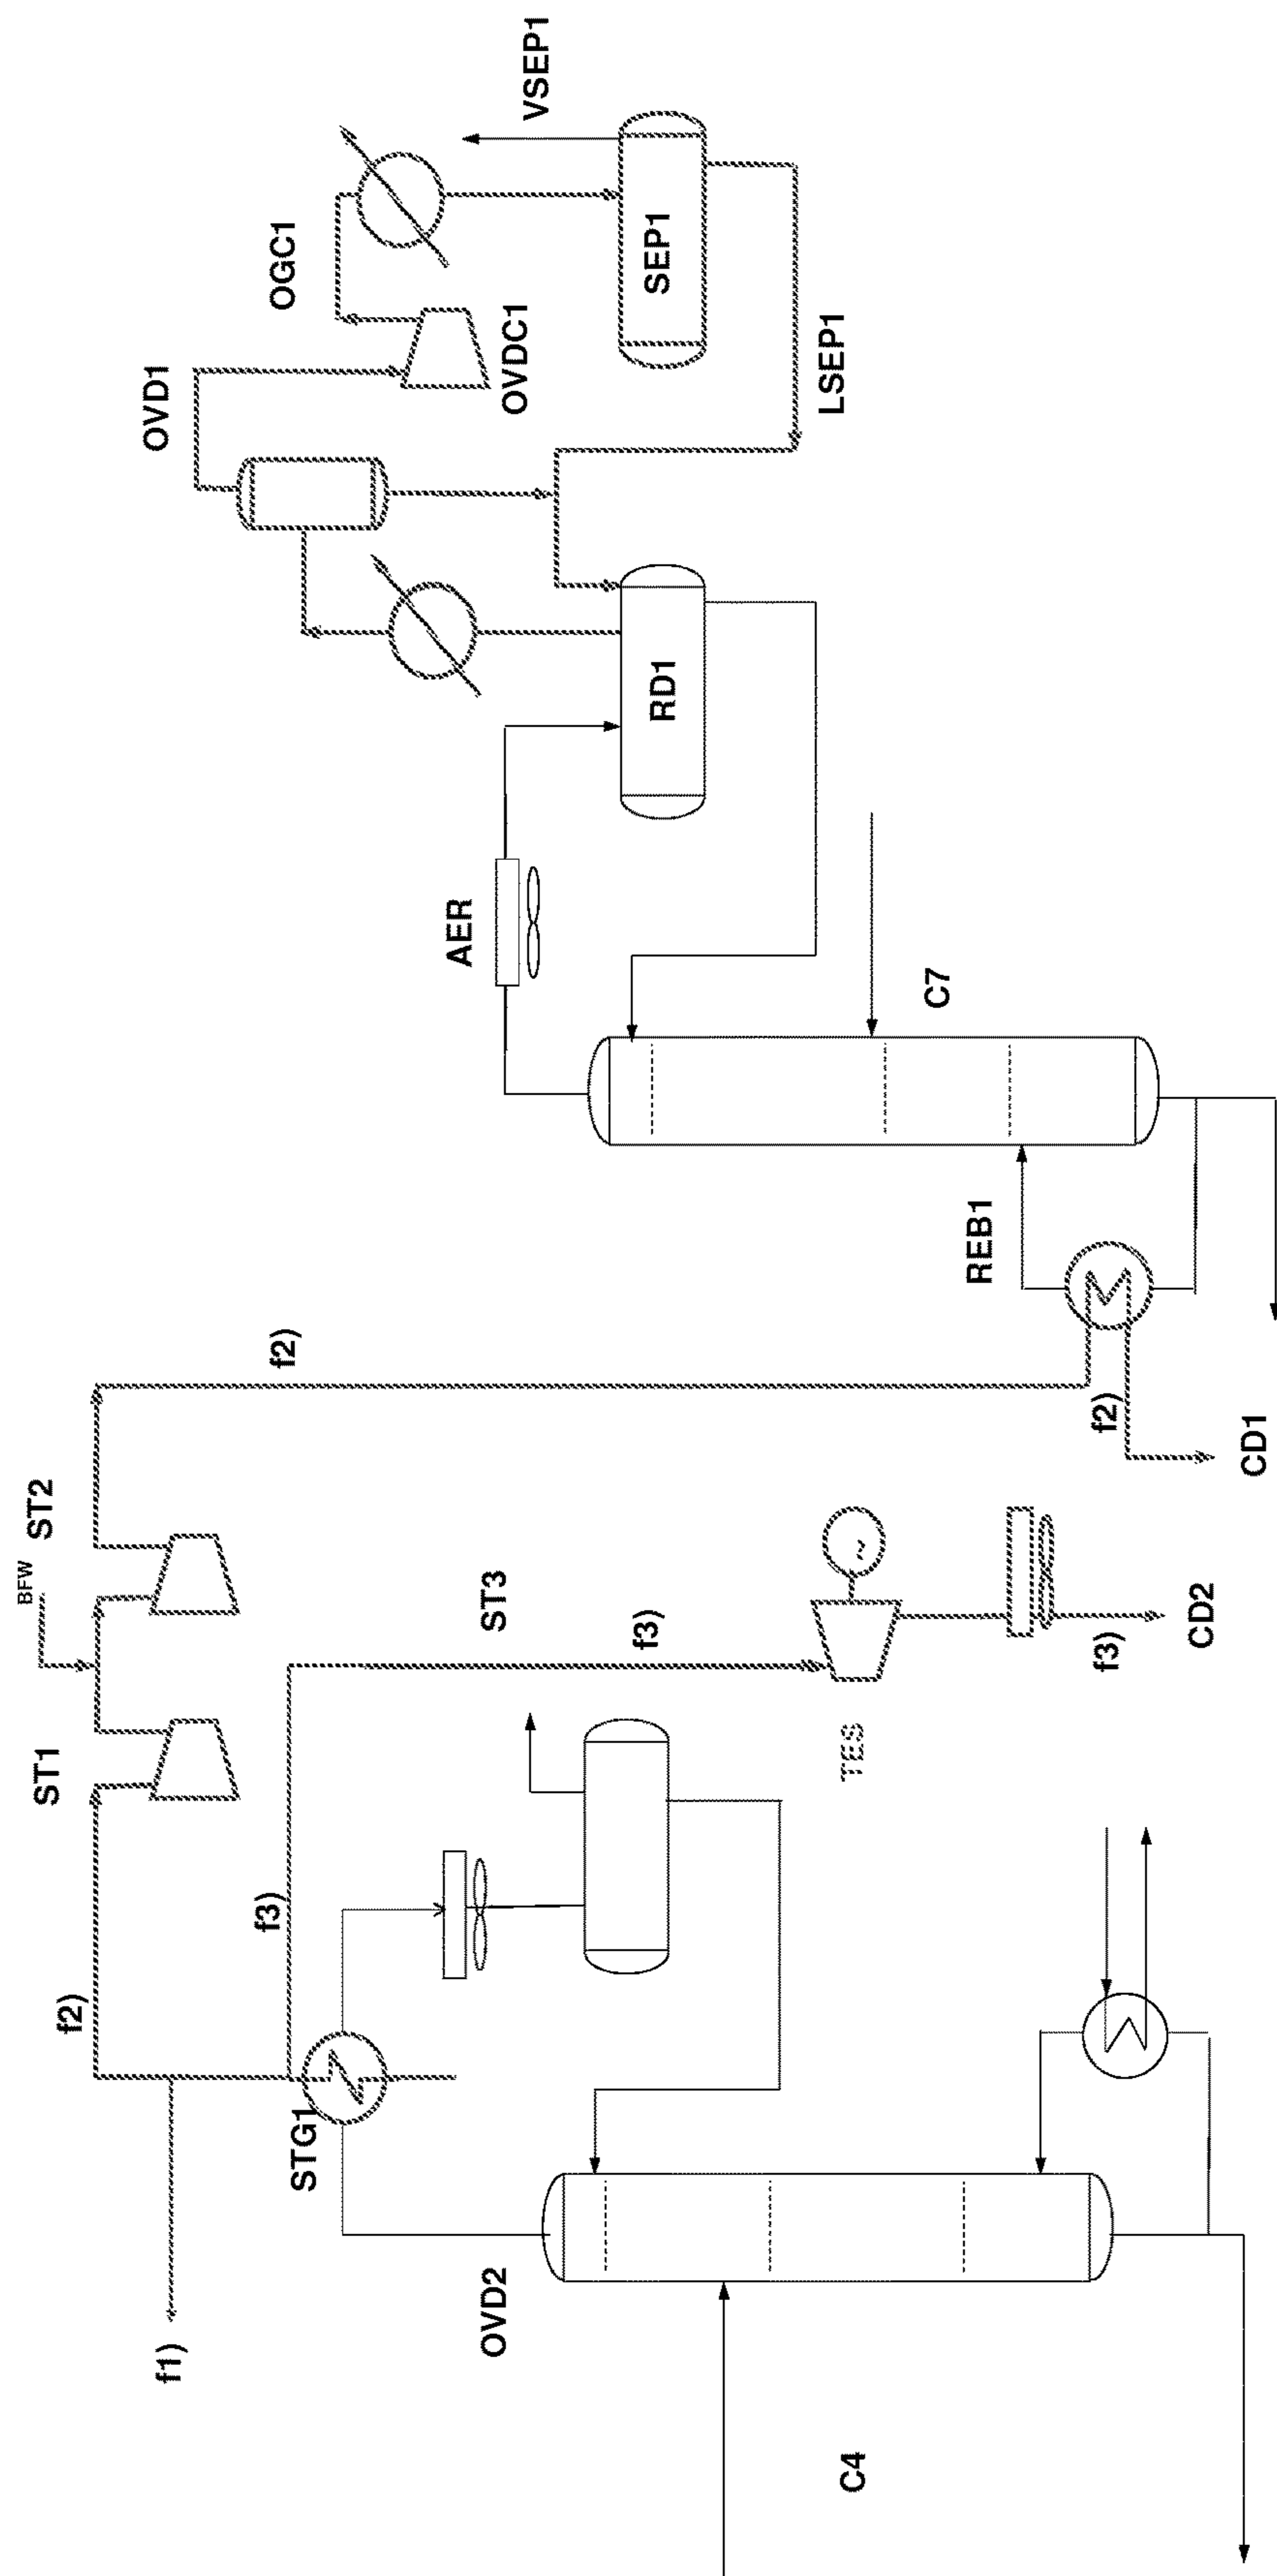 BFW
ST1
ST2
f2)
OVD1
f1)
f3)
f2)
OGC1
STG1
AER
OVD2
ST3
OVDC1
VSEP1
f3)
RD1
SEP1
LSEP1
C4
TES
C7
REB1
f3)
f2)
CD2
CD1